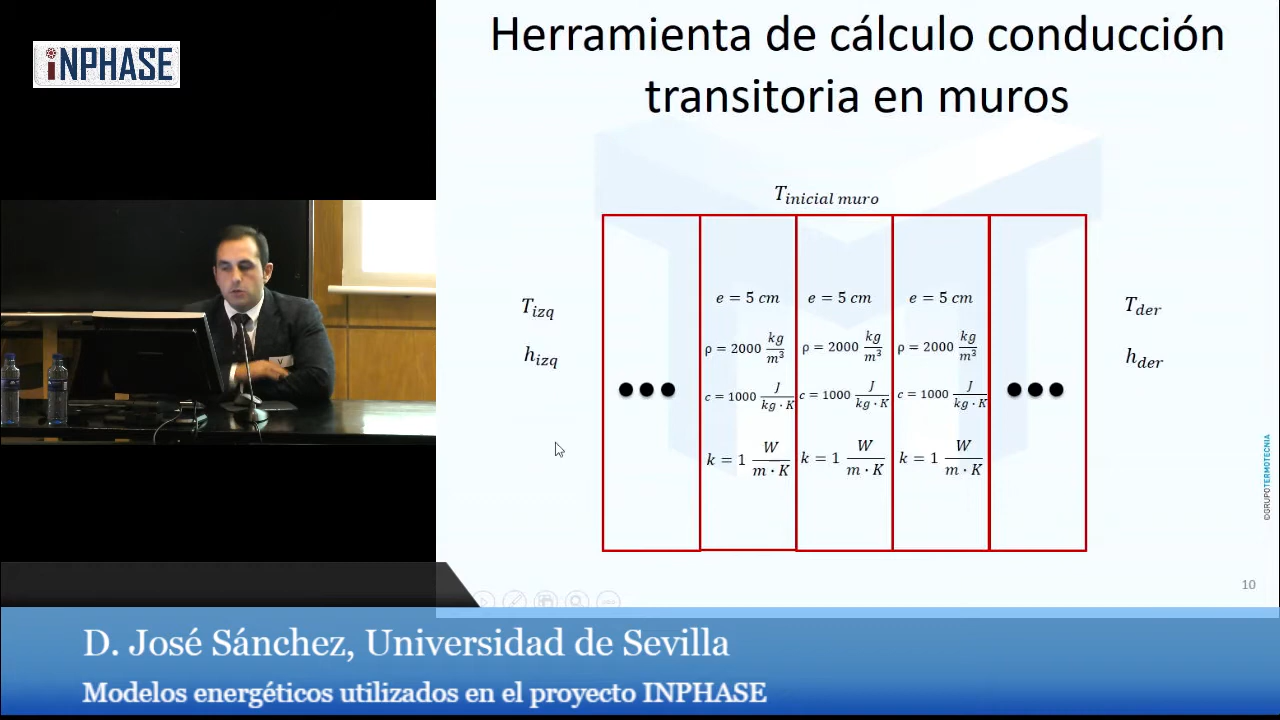 iNPHASE
Herramienta de cálculo conducción
transitoria en muros
T_inicial muro
T_izq
h_izq
e = 5 cm
ρ = 2000 kg/m³
c = 1000 J/kg · K
k = 1 W/m · K
e = 5 cm
ρ = 2000 kg/m³
c = 1000 J/kg · K
k = 1 W/m · K
e = 5 cm
ρ = 2000 kg/m³
c = 1000 J/kg · K
k = 1 W/m · K
T_der
h_der
©GRUPOTERMOTECNIA
10
D. José Sánchez, Universidad de Sevilla
Modelos energéticos utilizados en el proyecto INPHASE